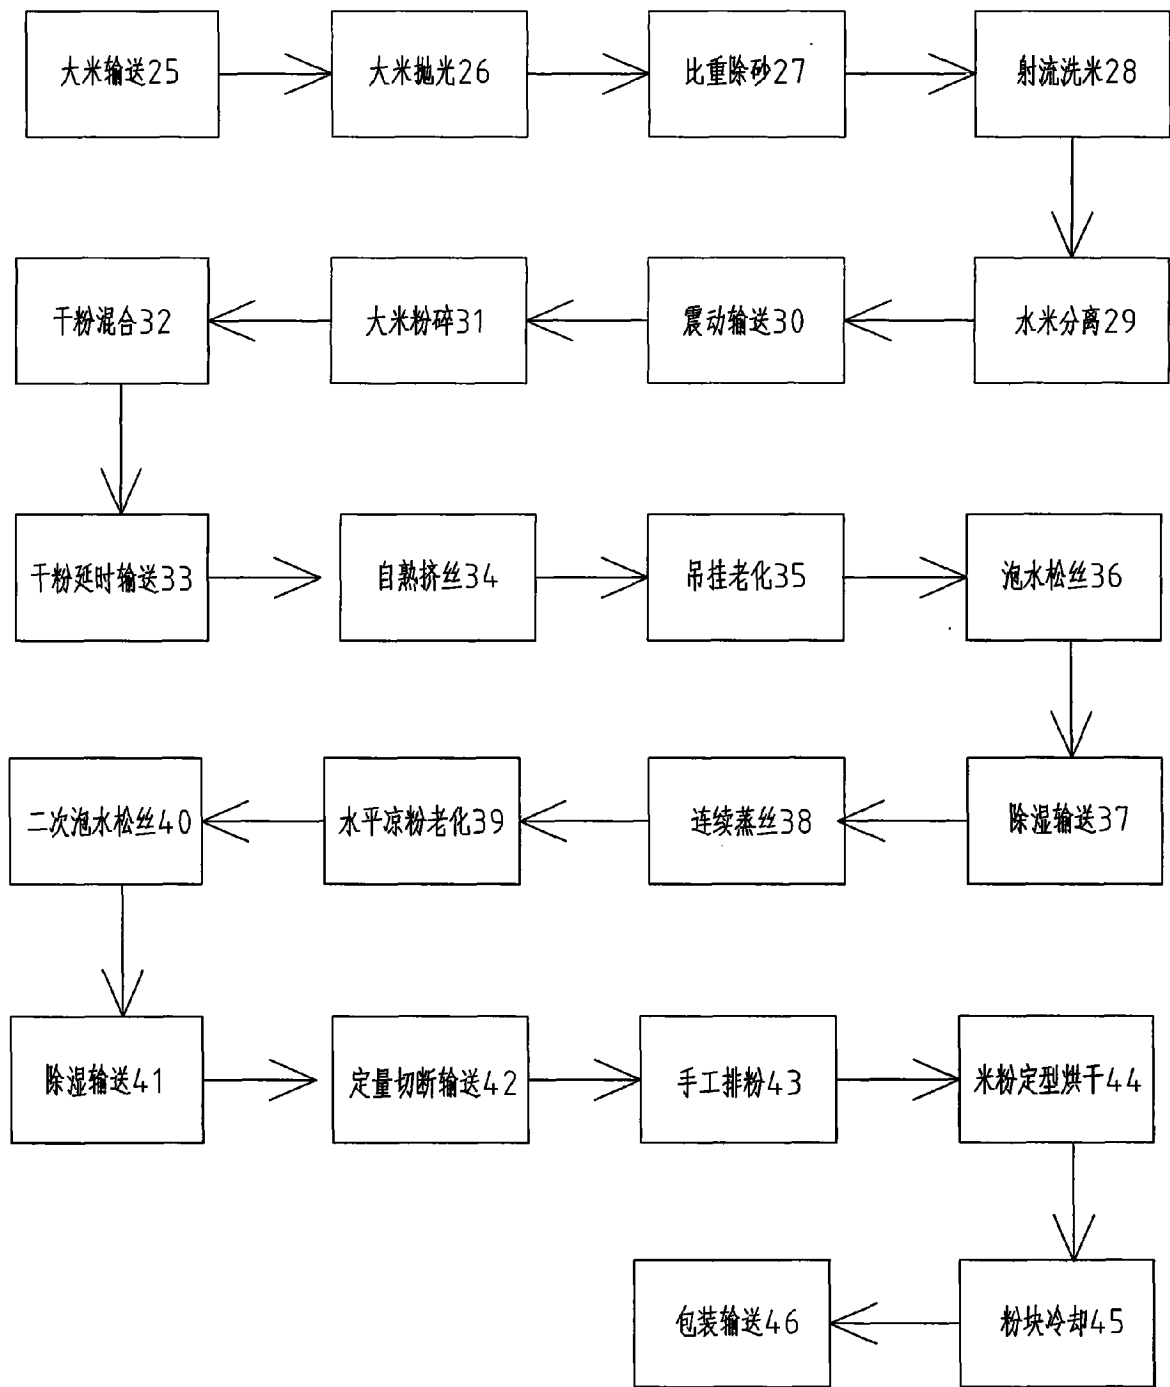 大米输送25
大米抛光26
比重除砂27
射流洗米28
水米分离29
震动输送30
大米粉碎31
干粉混合32
干粉延时输送33
自熟挤丝34
吊挂老化35
泡水松丝36
除湿输送37
连续蒸丝38
水平凉粉老化39
二次泡水松丝40
除湿输送41
定量切断输送42
手工排粉43
米粉定型烘干44
粉块冷却45
包装输送46